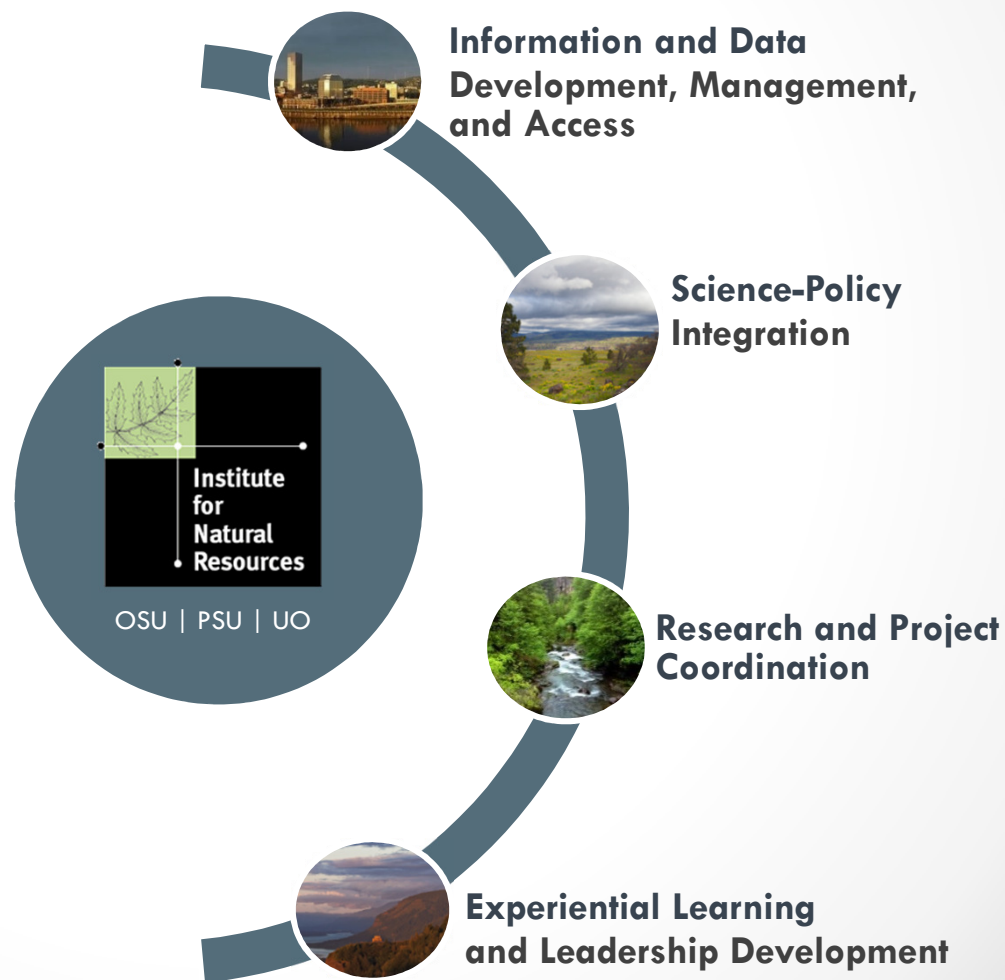 Information and Data
Development, Management,
and Access
Science-Policy
Integration
Institute
for
Natural
Resources
OSU | PSU | UO
Research and Project
Coordination
Experiential Learning
and Leadership Development